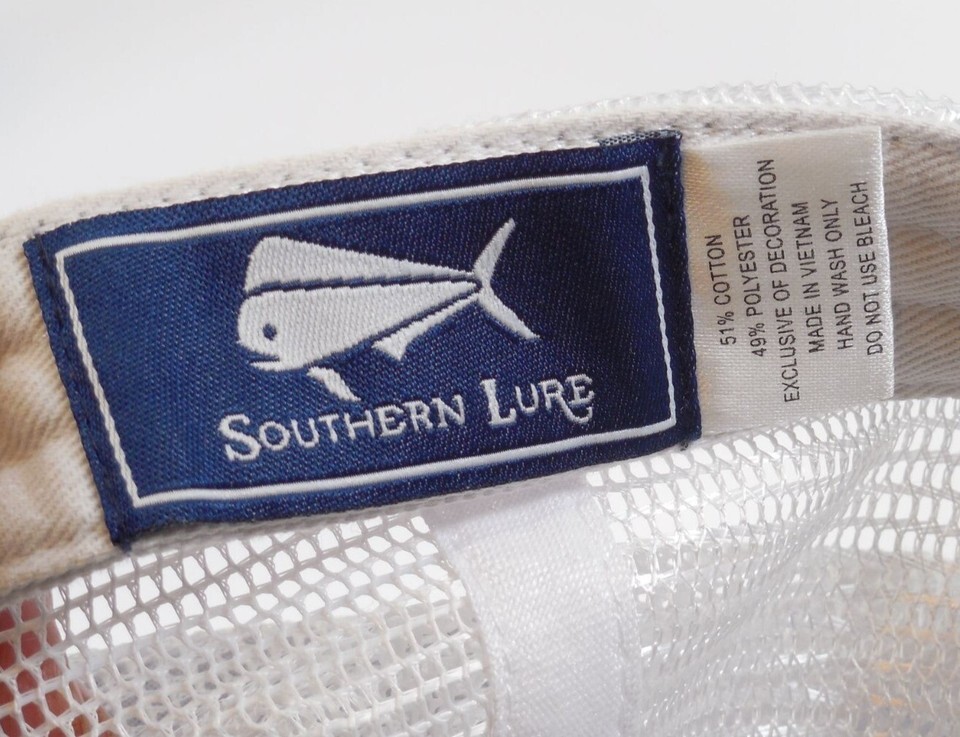 SOUTHERN LURE
51% COTTON
49% POLYESTER
EXCLUSIVE OF DECORATION
MADE IN VIETNAM
HAND WASH ONLY
DO NOT USE BLEACH